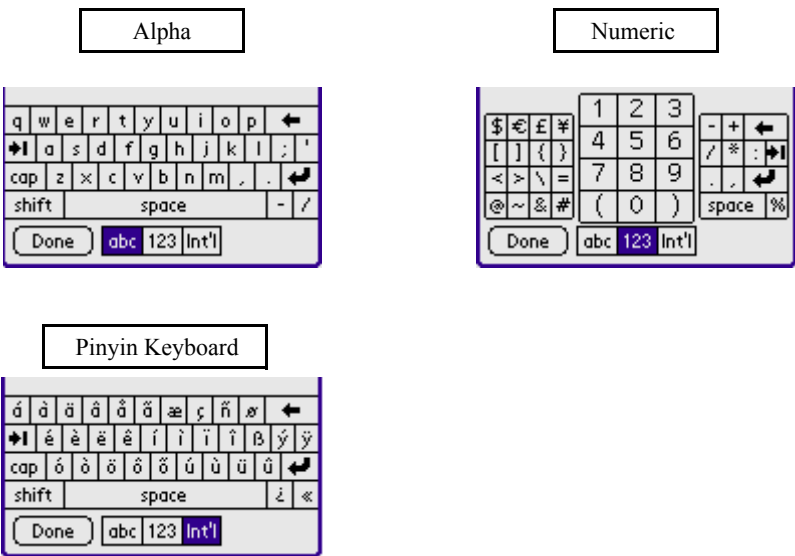 Alpha
q w e r t y u i o p
a s d f g h j k l ; '
cap z x c v b n m , .
shift space - /
Done abc 123 Int'l
Numeric
1 2 3
$ € £ ¥ - +
4 5 6
[ ] { } / * :
7 8 9
< > \ = . ,
@ ~ & # ( 0 ) space %
Done abc 123 Int'l
Pinyin Keyboard
á à ä â å ã æ ç ñ ø
é è ë ê í ì ï î ß ý ÿ
cap ó ò ö ô õ ú ù ü û
shift space ¿ «
Done abc 123 Int'l